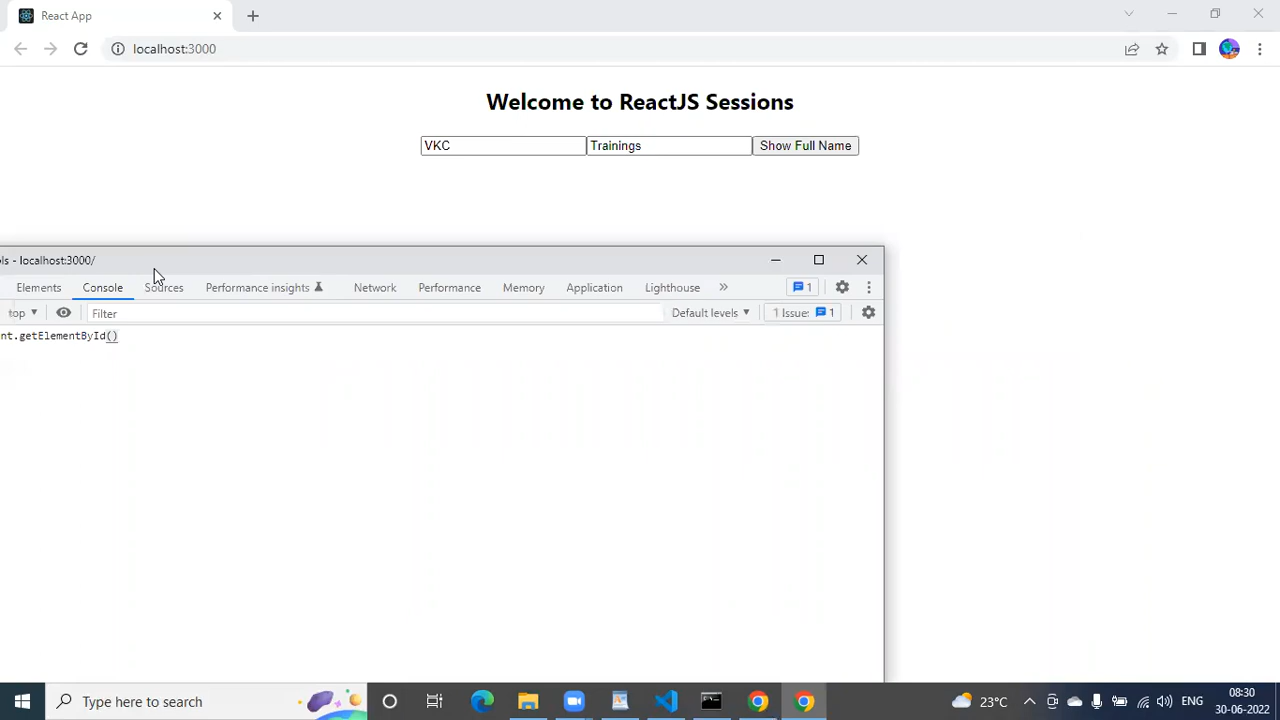 React App
localhost:3000
Welcome to ReactJS Sessions
VKC Trainings Show Full Name
ls - localhost:3000/
Elements Console Sources Performance insights Network Performance Memory Application Lighthouse » 1
top Filter Default levels 1 Issue: 1
nt.getElementById()
Type here to search 23°C ENG 08:30
30-06-2022